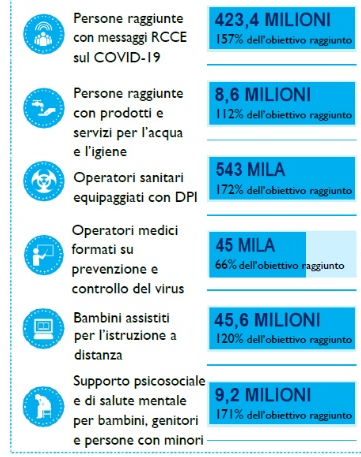 Persone raggiunte
con messaggi RCCE
sul COVID-19
423,4 MILIONI
157% dell'obiettivo raggiunto
Persone raggiunte
con prodotti e
servizi per l'acqua
e l'igiene
8,6 MILIONI
112% dell'obiettivo raggiunto
Operatori sanitari
equipaggiati con DPI
543 MILA
172% dell'obiettivo raggiunto
Operatori medici
formati su
prevenzione e
controllo del virus
45 MILA
66% dell'obiettivo raggiunto
Bambini assistiti
per l'istruzione a
distanza
45,6 MILIONI
120% dell'obiettivo raggiunto
Supporto psicosociale
e di salute mentale
per bambini, genitori
e persone con minori
9,2 MILIONI
171% dell'obiettivo raggiunto